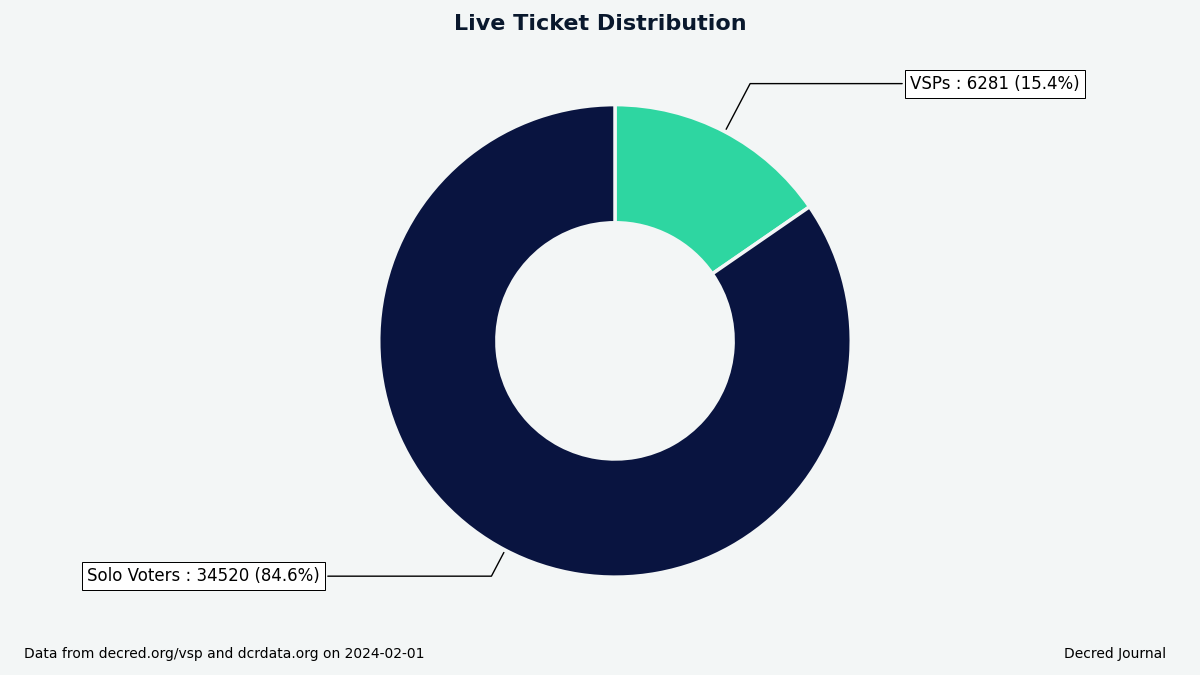 Live Ticket Distribution
VSPs : 6281 (15.4%)
Solo Voters : 34520 (84.6%)
Data from decred.org/vsp and dcrdata.org on 2024-02-01
Decred Journal